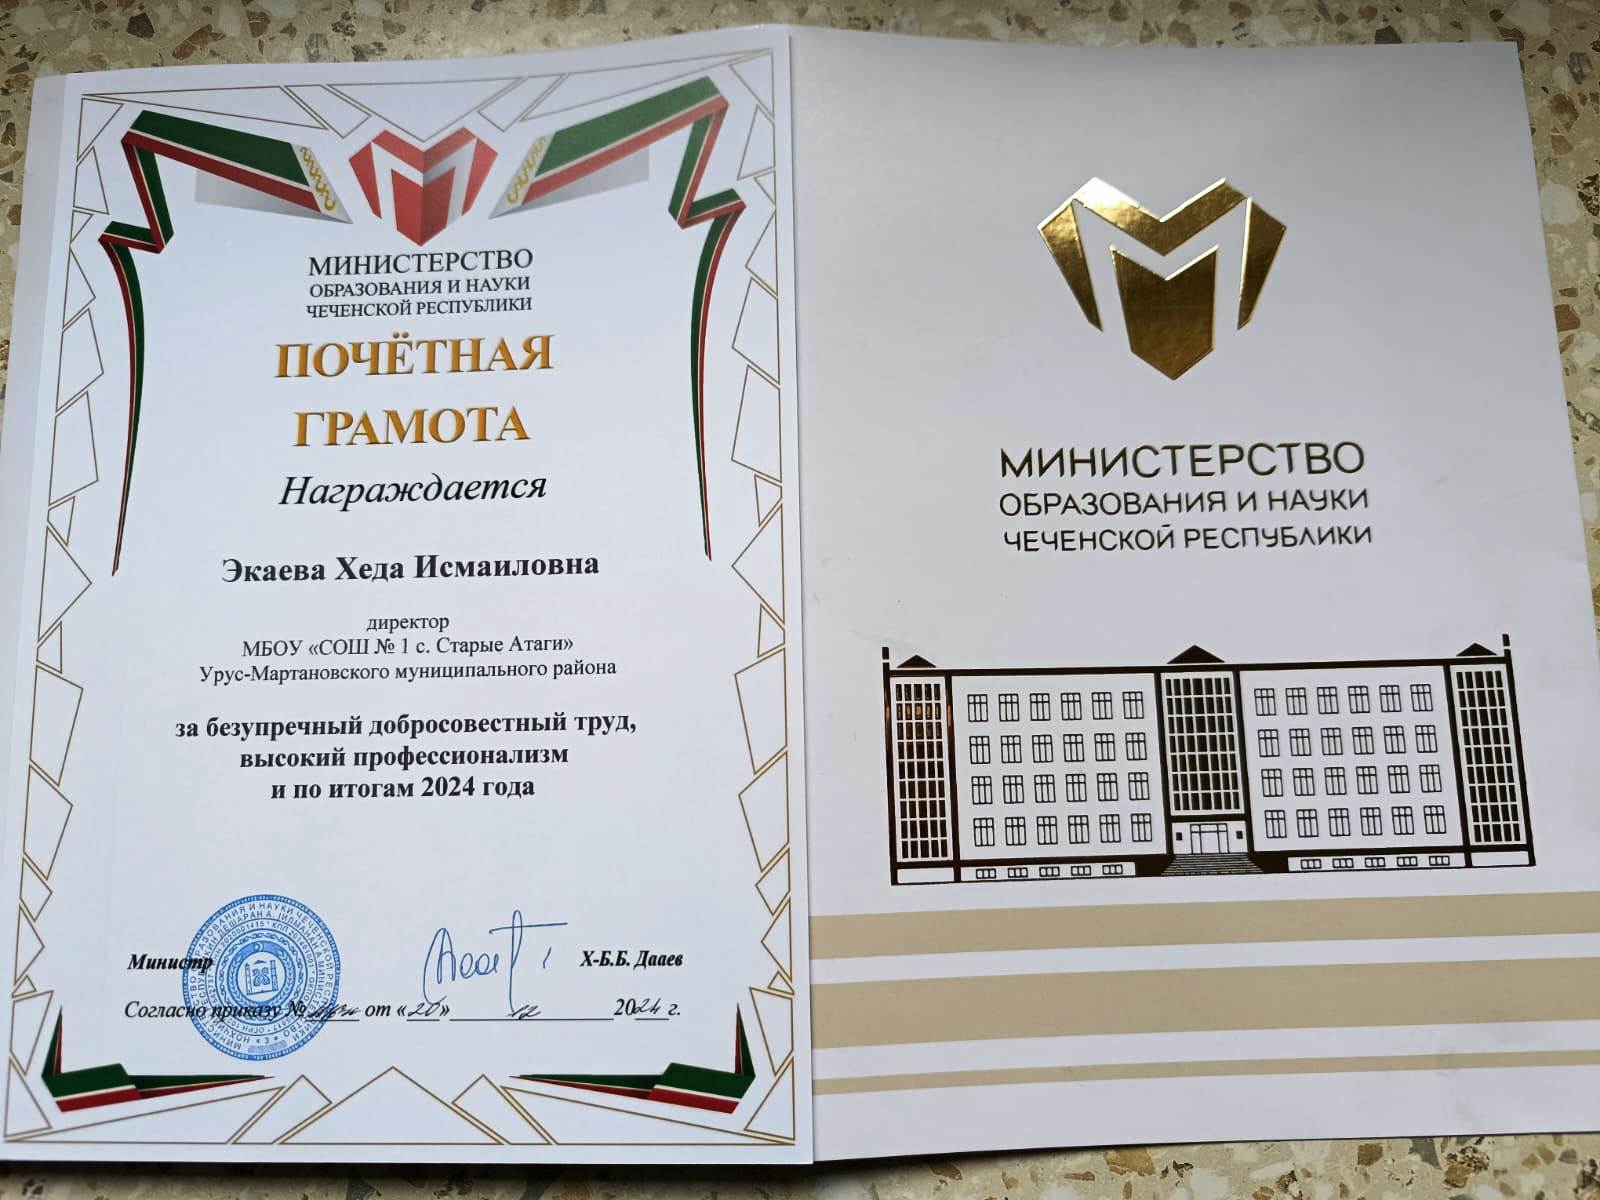 МИНИСТЕРСТВО
ОБРАЗОВАНИЯ И НАУКИ
ЧЕЧЕНСКОЙ РЕСПУБЛИКИ
ПОЧЁТНАЯ
ГРАМОТА
Награждается
Экаева Хеда Исмаиловна
директор
МБОУ «СОШ № 1 с. Старые Атаги»
Урус-Мартановского муниципального района
за безупречный добросовестный труд,
высокий профессионализм
и по итогам 2024 года
Министр Х-Б.Б. Дааев
Согласно приказу № от «20» 12 2024 г.
МИНИСТЕРСТВО
ОБРАЗОВАНИЯ И НАУКИ
ЧЕЧЕНСКОЙ РЕСПУБЛИКИ